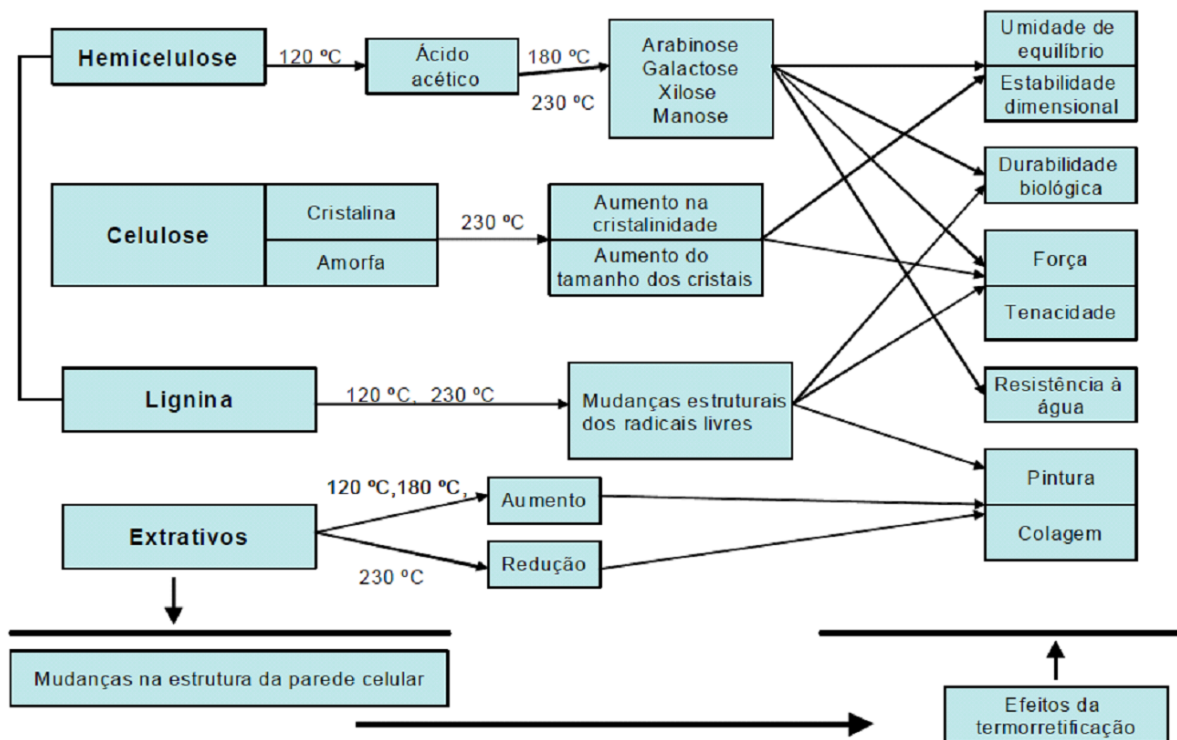 Hemicelulose
120 ºC
Ácido
acético
180 ºC
230 ºC
Arabinose
Galactose
Xilose
Manose
Umidade de
equilíbrio
Estabilidade
dimensional
Durabilidade
biológica
Celulose
Cristalina
Amorfa
230 ºC
Aumento na
cristalinidade
Aumento do
tamanho dos cristais
Força
Tenacidade
Lignina
120 ºC, 230 ºC
Mudanças estruturais
dos radicais livres
Resistência à
água
Extrativos
120 ºC,180 ºC,
Aumento
230 ºC
Redução
Pintura
Colagem
Mudanças na estrutura da parede celular
Efeitos da
termorretificação